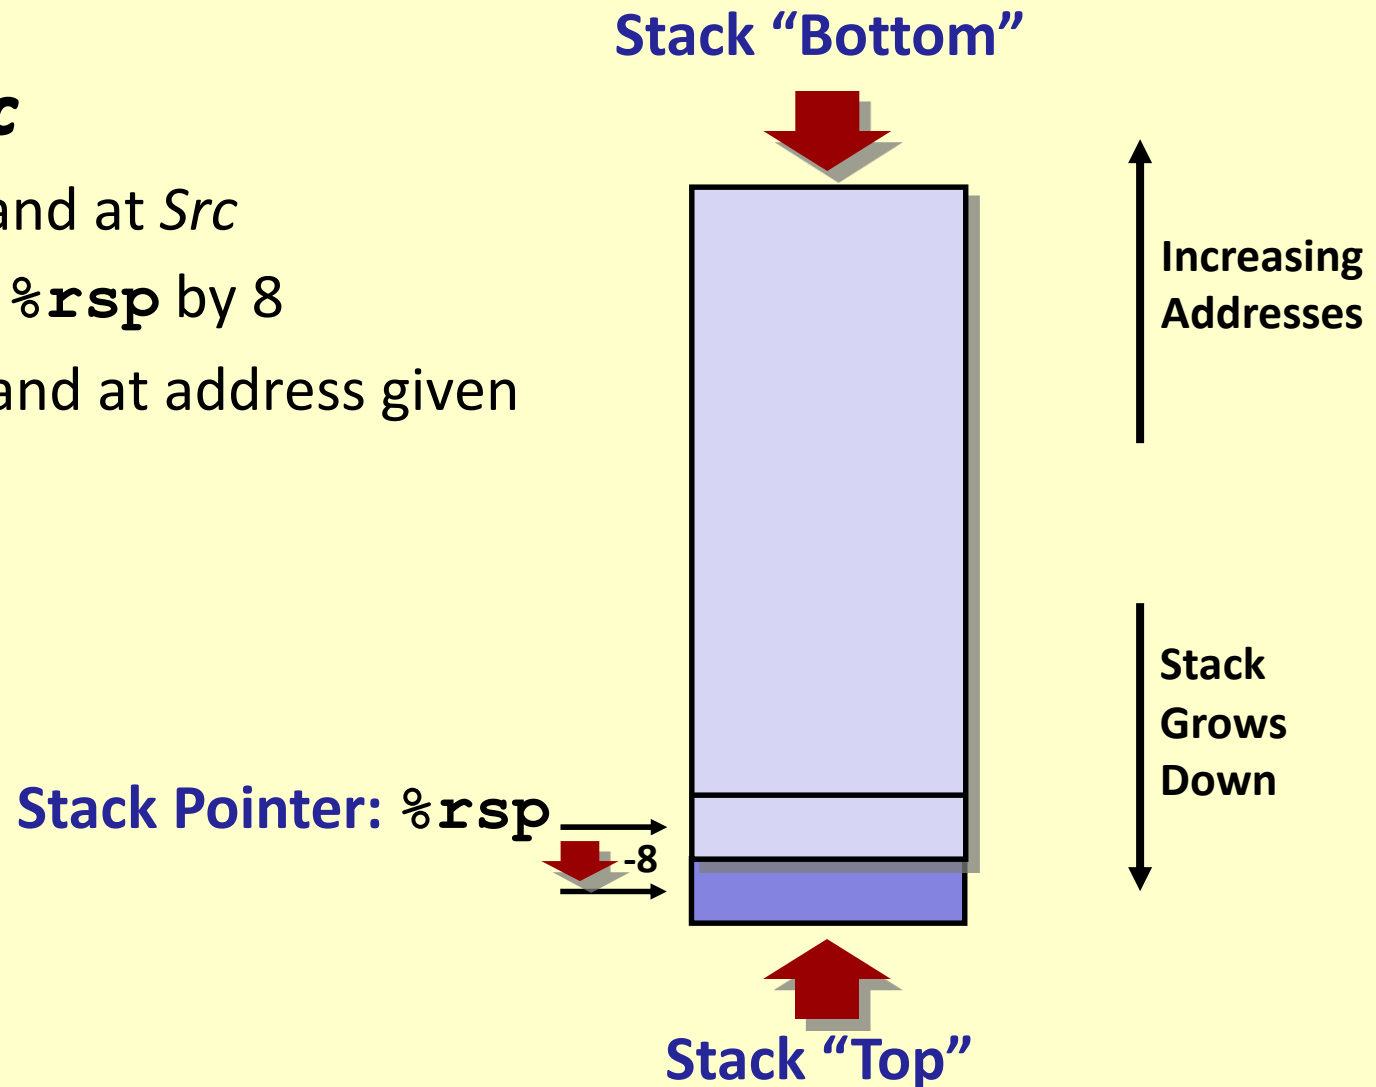 Stack “Bottom”
c
and at Src
%rsp by 8
and at address given
Increasing
Addresses
Stack
Grows
Down
Stack Pointer: %rsp
-8
Stack “Top”